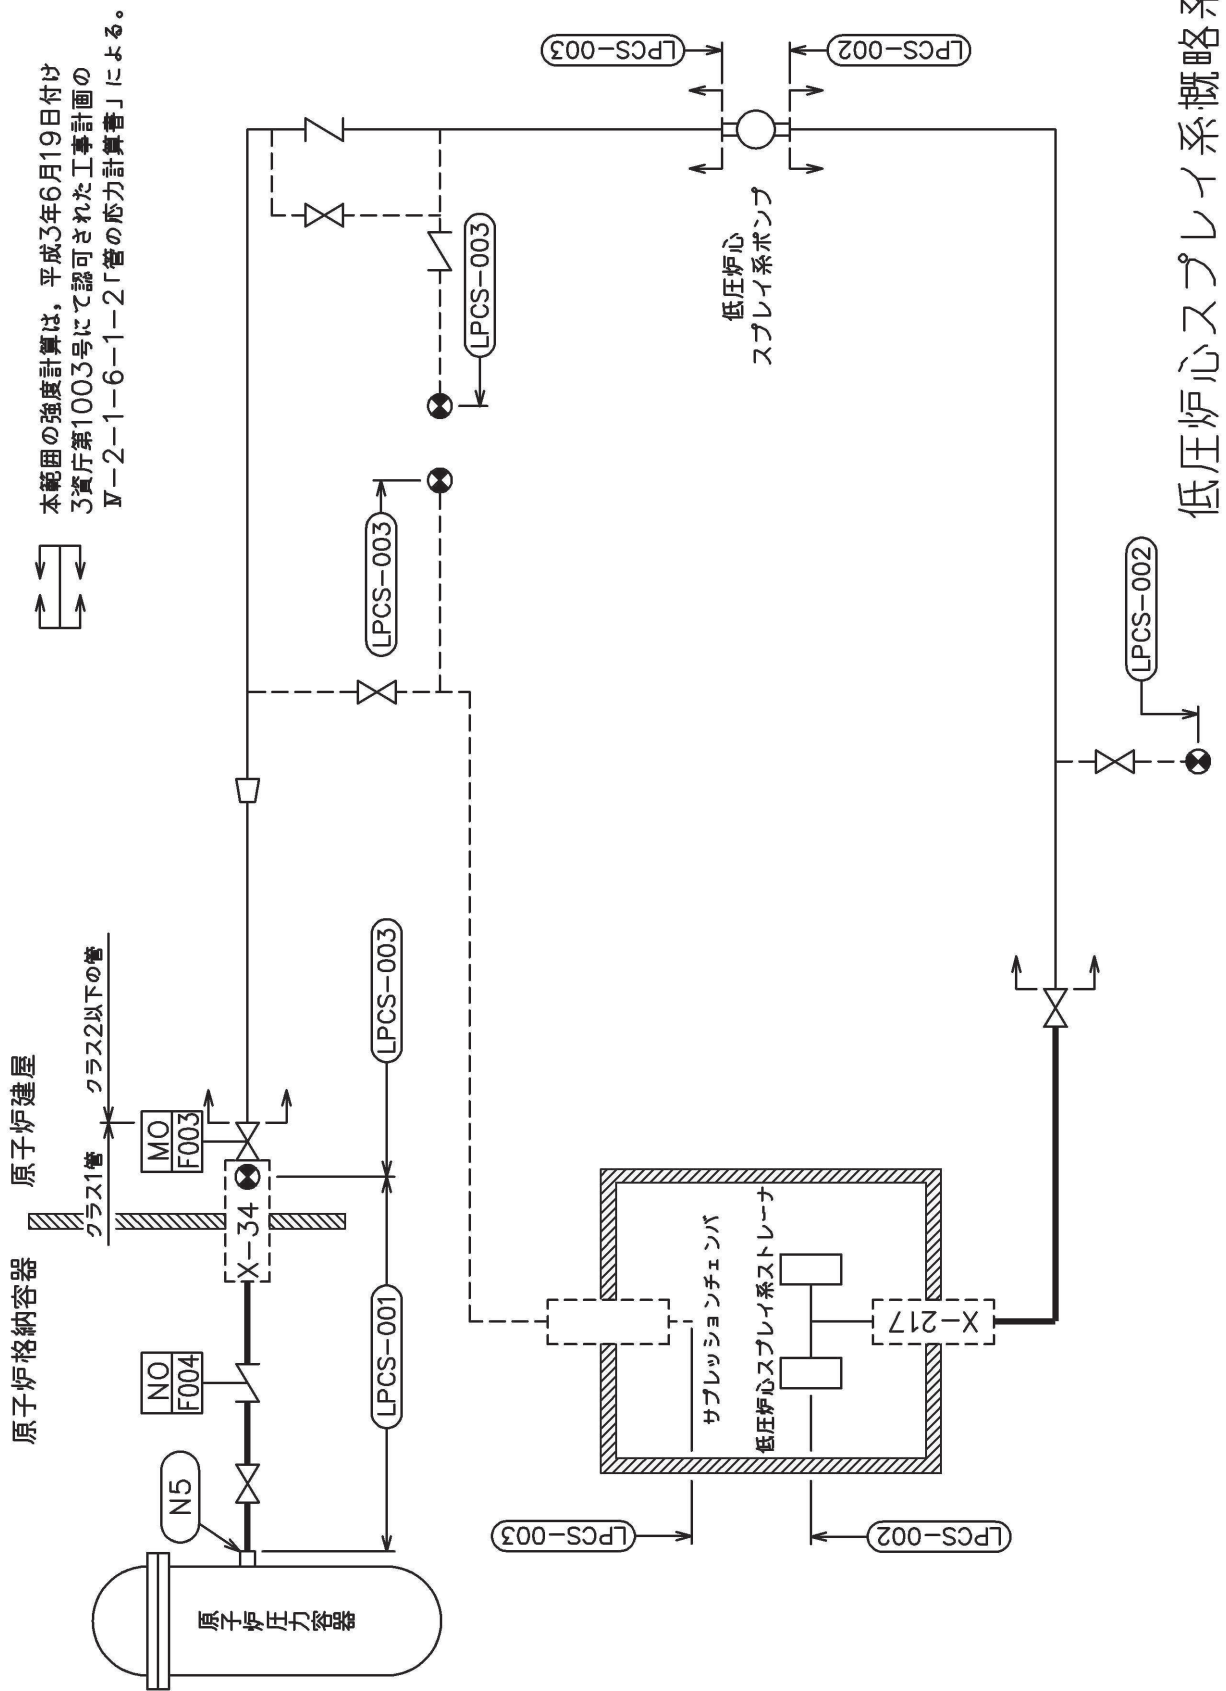 本範囲の強度計算は，平成3年6月19日付け
3資庁第1003号にて認可された工事計画の
Ⅳ-2-1-6-1-2「管の応力計算書」による。
原子炉格納容器
原子炉建屋
クラス1管
クラス2以下の管
NO
F004
MO
F003
N5
X-34
原子炉圧力容器
LPCS-001
LPCS-003
LPCS-003
LPCS-003
LPCS-003
LPCS-002
低圧炉心
スプレイ系ポンプ
LPCS-003
LPCS-002
サプレッションチェンバ
低圧炉心スプレイ系ストレーナ
X-217
LPCS-002
低圧炉心スプレイ系概略系